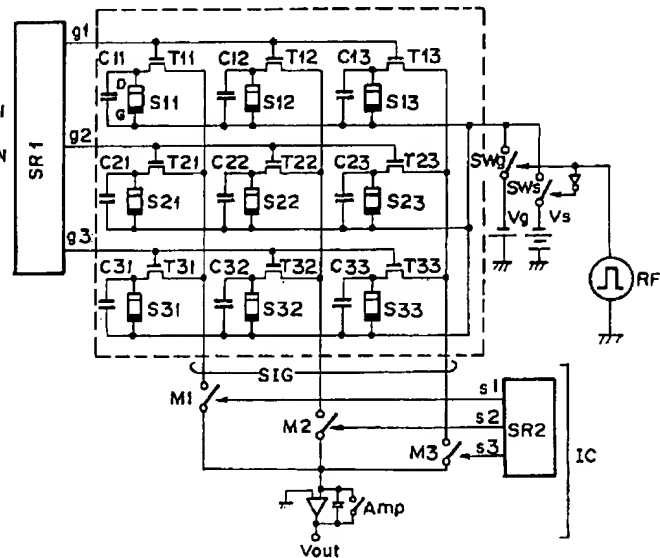 g1
C11 T11 C12 T12 C13 T13
D
G
S11 S12 S13
SR1
g2
C21 T21 C22 T22 C23 T23
S21 S22 S23
SWg
SWs
Vg Vs
g3
C31 T31 C32 T32 C33 T33
RF
S31 S32 S33
SIG
M1
s1
M2
s2
SR2
M3
s3
IC
Amp
Vout